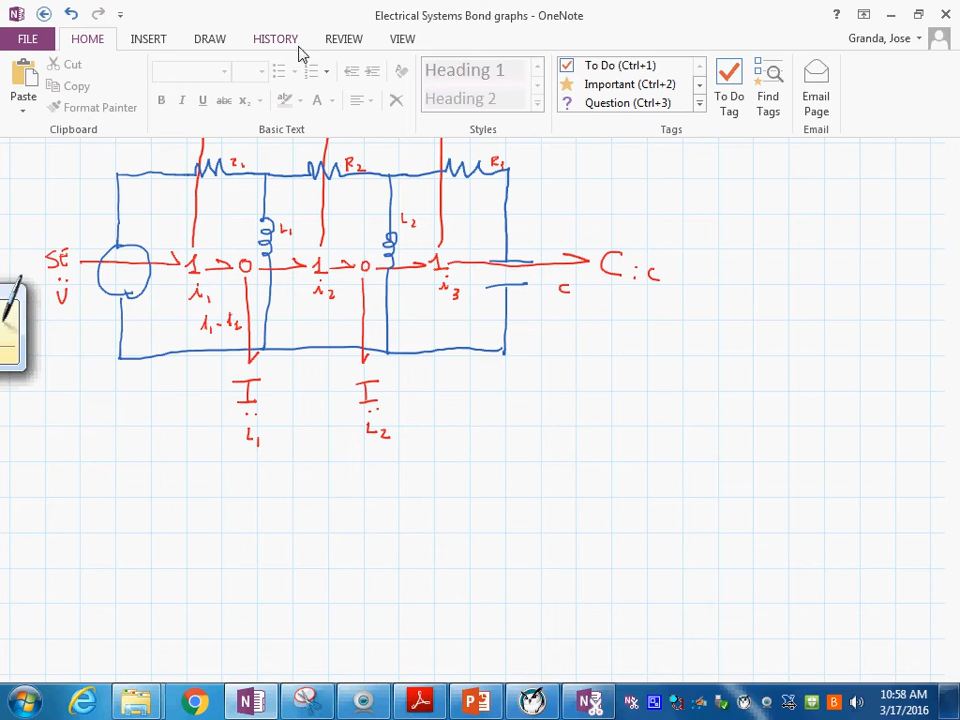 Electrical Systems Bond graphs - OneNote
FILE HOME INSERT DRAW HISTORY REVIEW VIEW Granda, Jose
Paste
Cut
Copy
Format Painter
Clipboard
B I U abc x₂ A
Basic Text
Heading 1
Heading 2
Styles
To Do (Ctrl+1)
Important (Ctrl+2)
? Question (Ctrl+3)
Tags
To Do Tag
Find Tags
Email Page
Email
R2
L1 L2
SE 1 0 1 0 1 C : c
V i1 i2 i3 c
i1-i2
I I
L1 L2
10:58 AM
3/17/2016